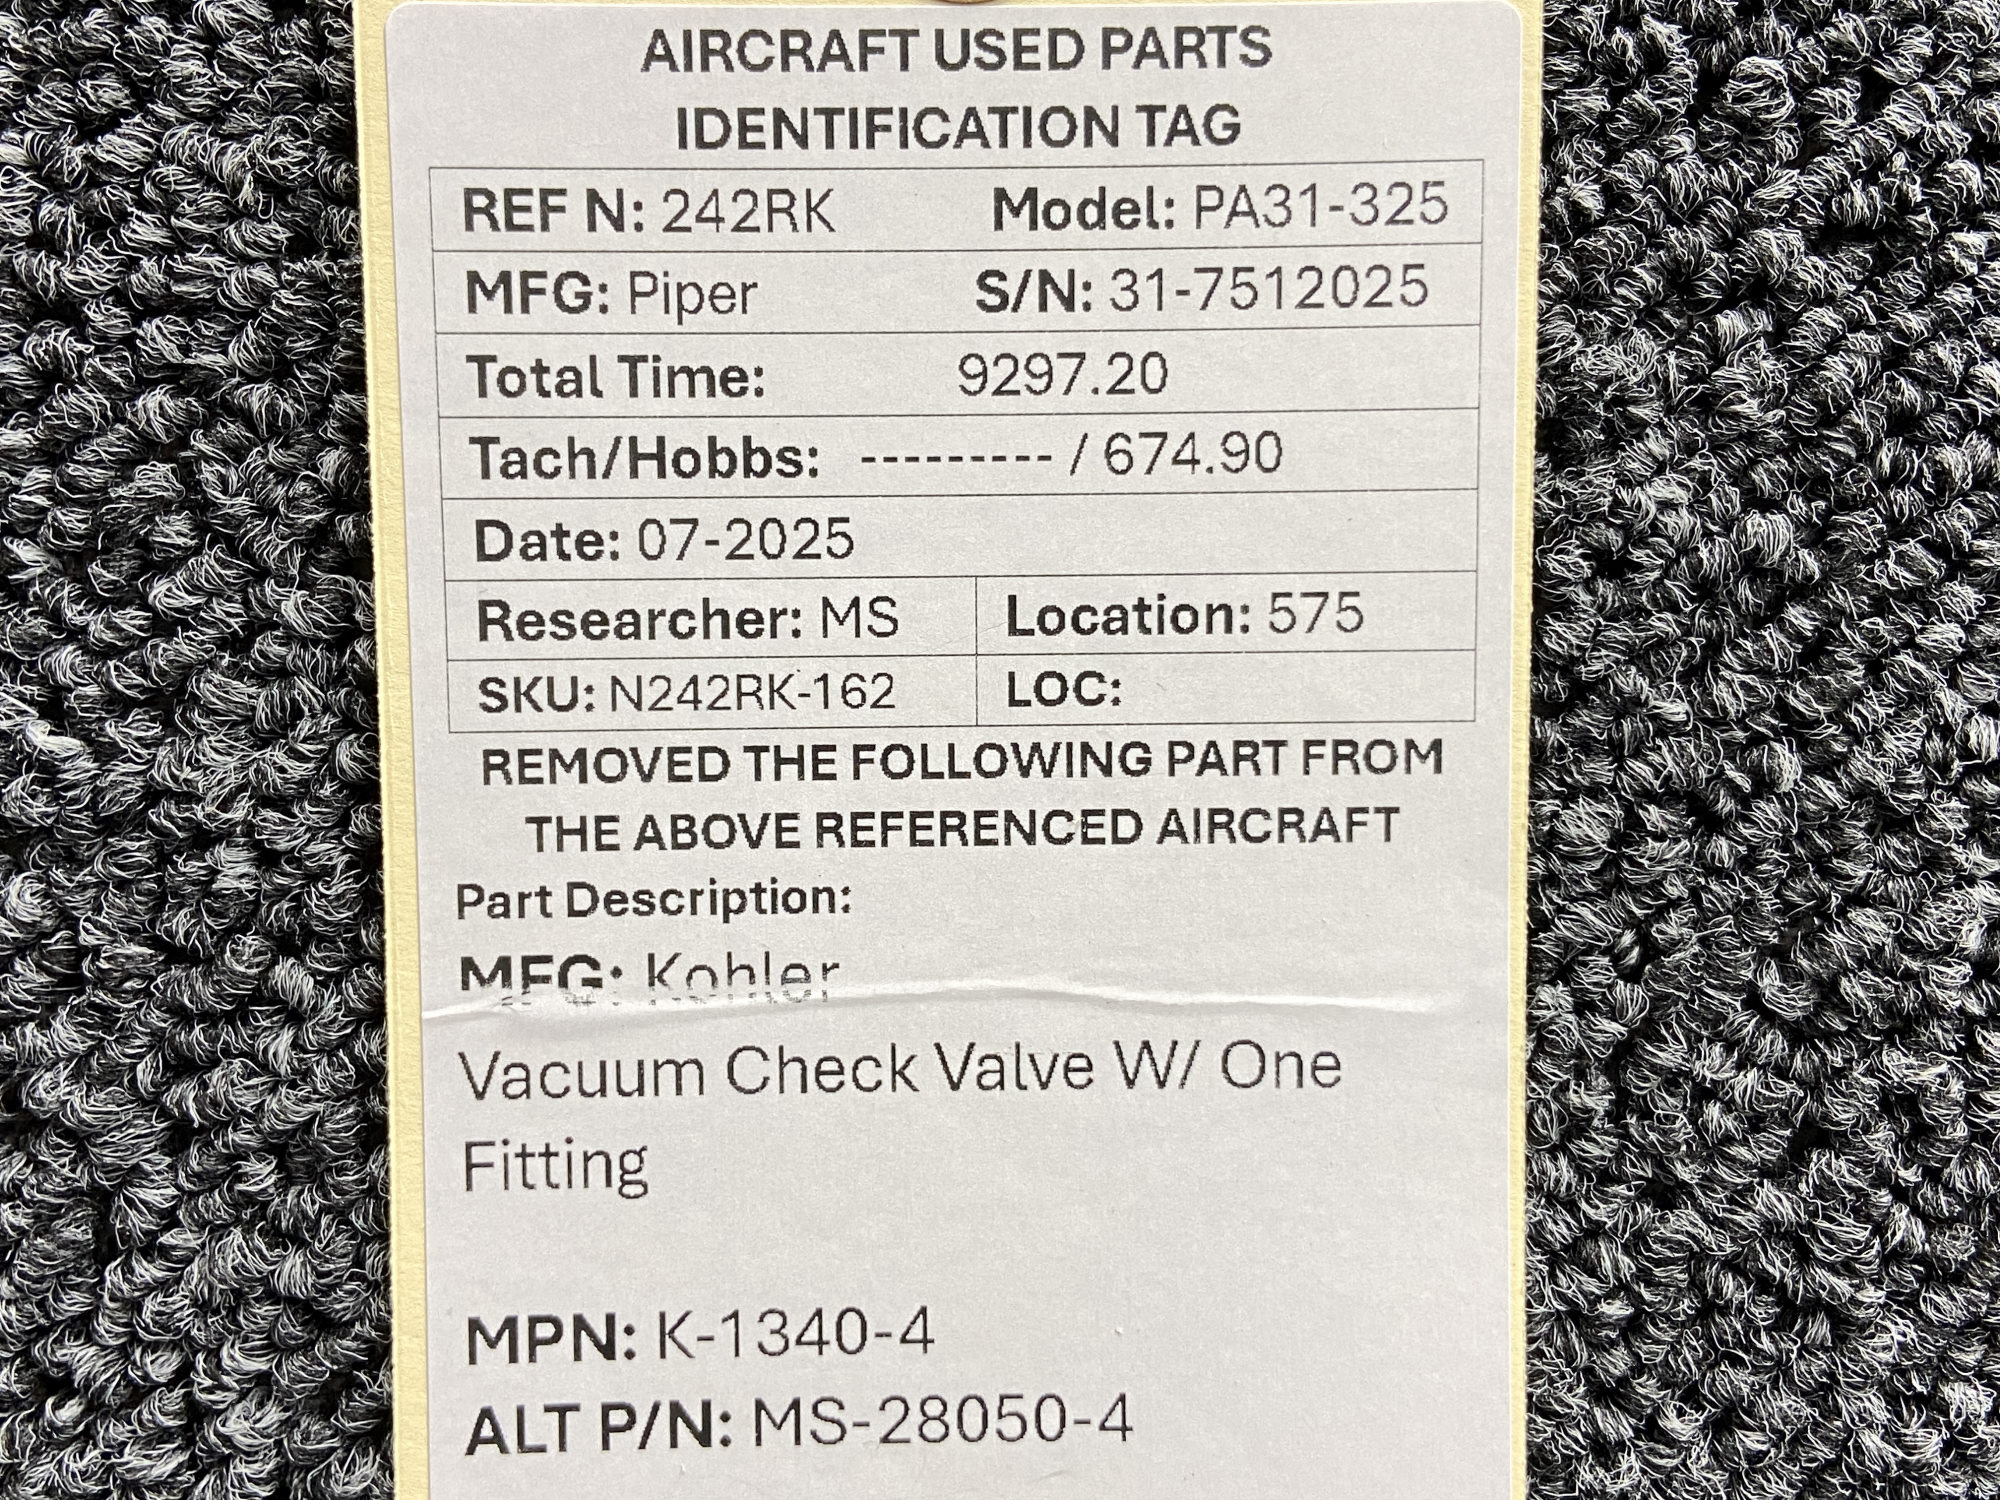 AIRCRAFT USED PARTS
IDENTIFICATION TAG
REF N: 242RK Model: PA31-325
MFG: Piper S/N: 31-7512025
Total Time: 9297.20
Tach/Hobbs: --------- / 674.90
Date: 07-2025
Researcher: MS Location: 575
SKU: N242RK-162 LOC:
REMOVED THE FOLLOWING PART FROM
THE ABOVE REFERENCED AIRCRAFT
Part Description:
MFG: Kohler
Vacuum Check Valve W/ One
Fitting
MPN: K-1340-4
ALT P/N: MS-28050-4